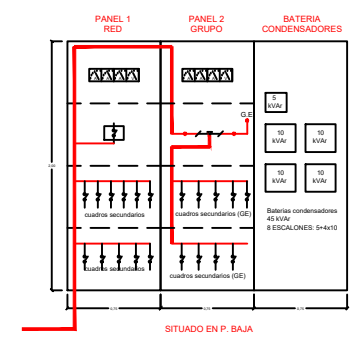 PANEL 1
RED
PANEL 2
GRUPO
BATERIA
CONDENSADORES
G.E
5
kVAr
10
kVAr
10
kVAr
10
kVAr
10
kVAr
cuadros secundarios
cuadros secundarios (GE)
Baterias condensadores
45 kVAr
8 ESCALONES: 5+4x10
cuadros secundarios
cuadros secundarios (GE)
SITUADO EN P. BAJA